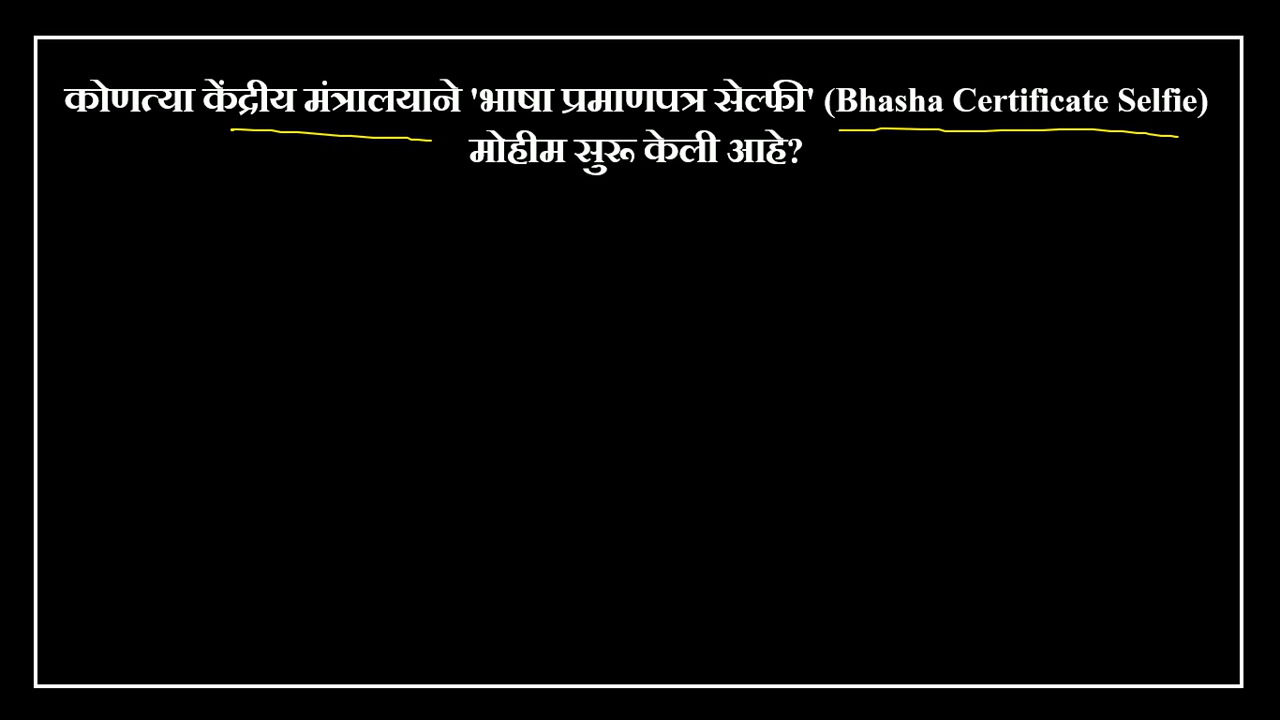 कोणत्या केंद्रीय मंत्रालयाने 'भाषा प्रमाणपत्र सेल्फी' (Bhasha Certificate Selfie)
मोहीम सुरू केली आहे?